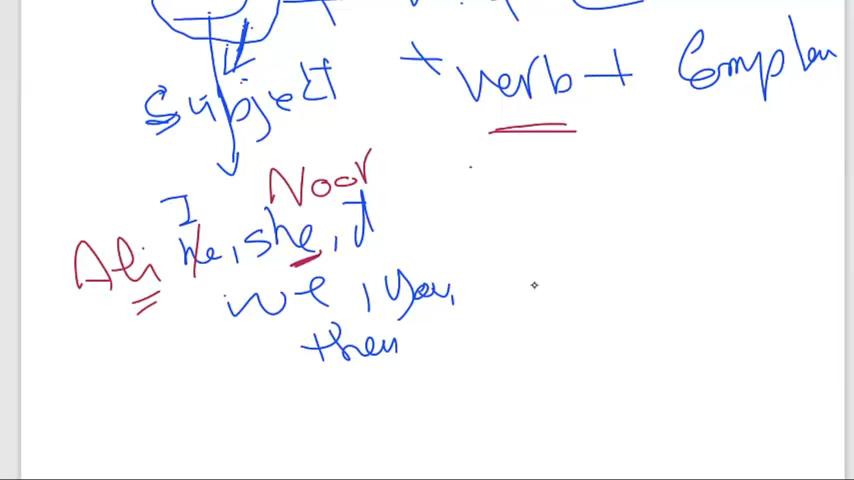 subject + verb + Complem
I Noor
Ali he, she, it
we, you,
they